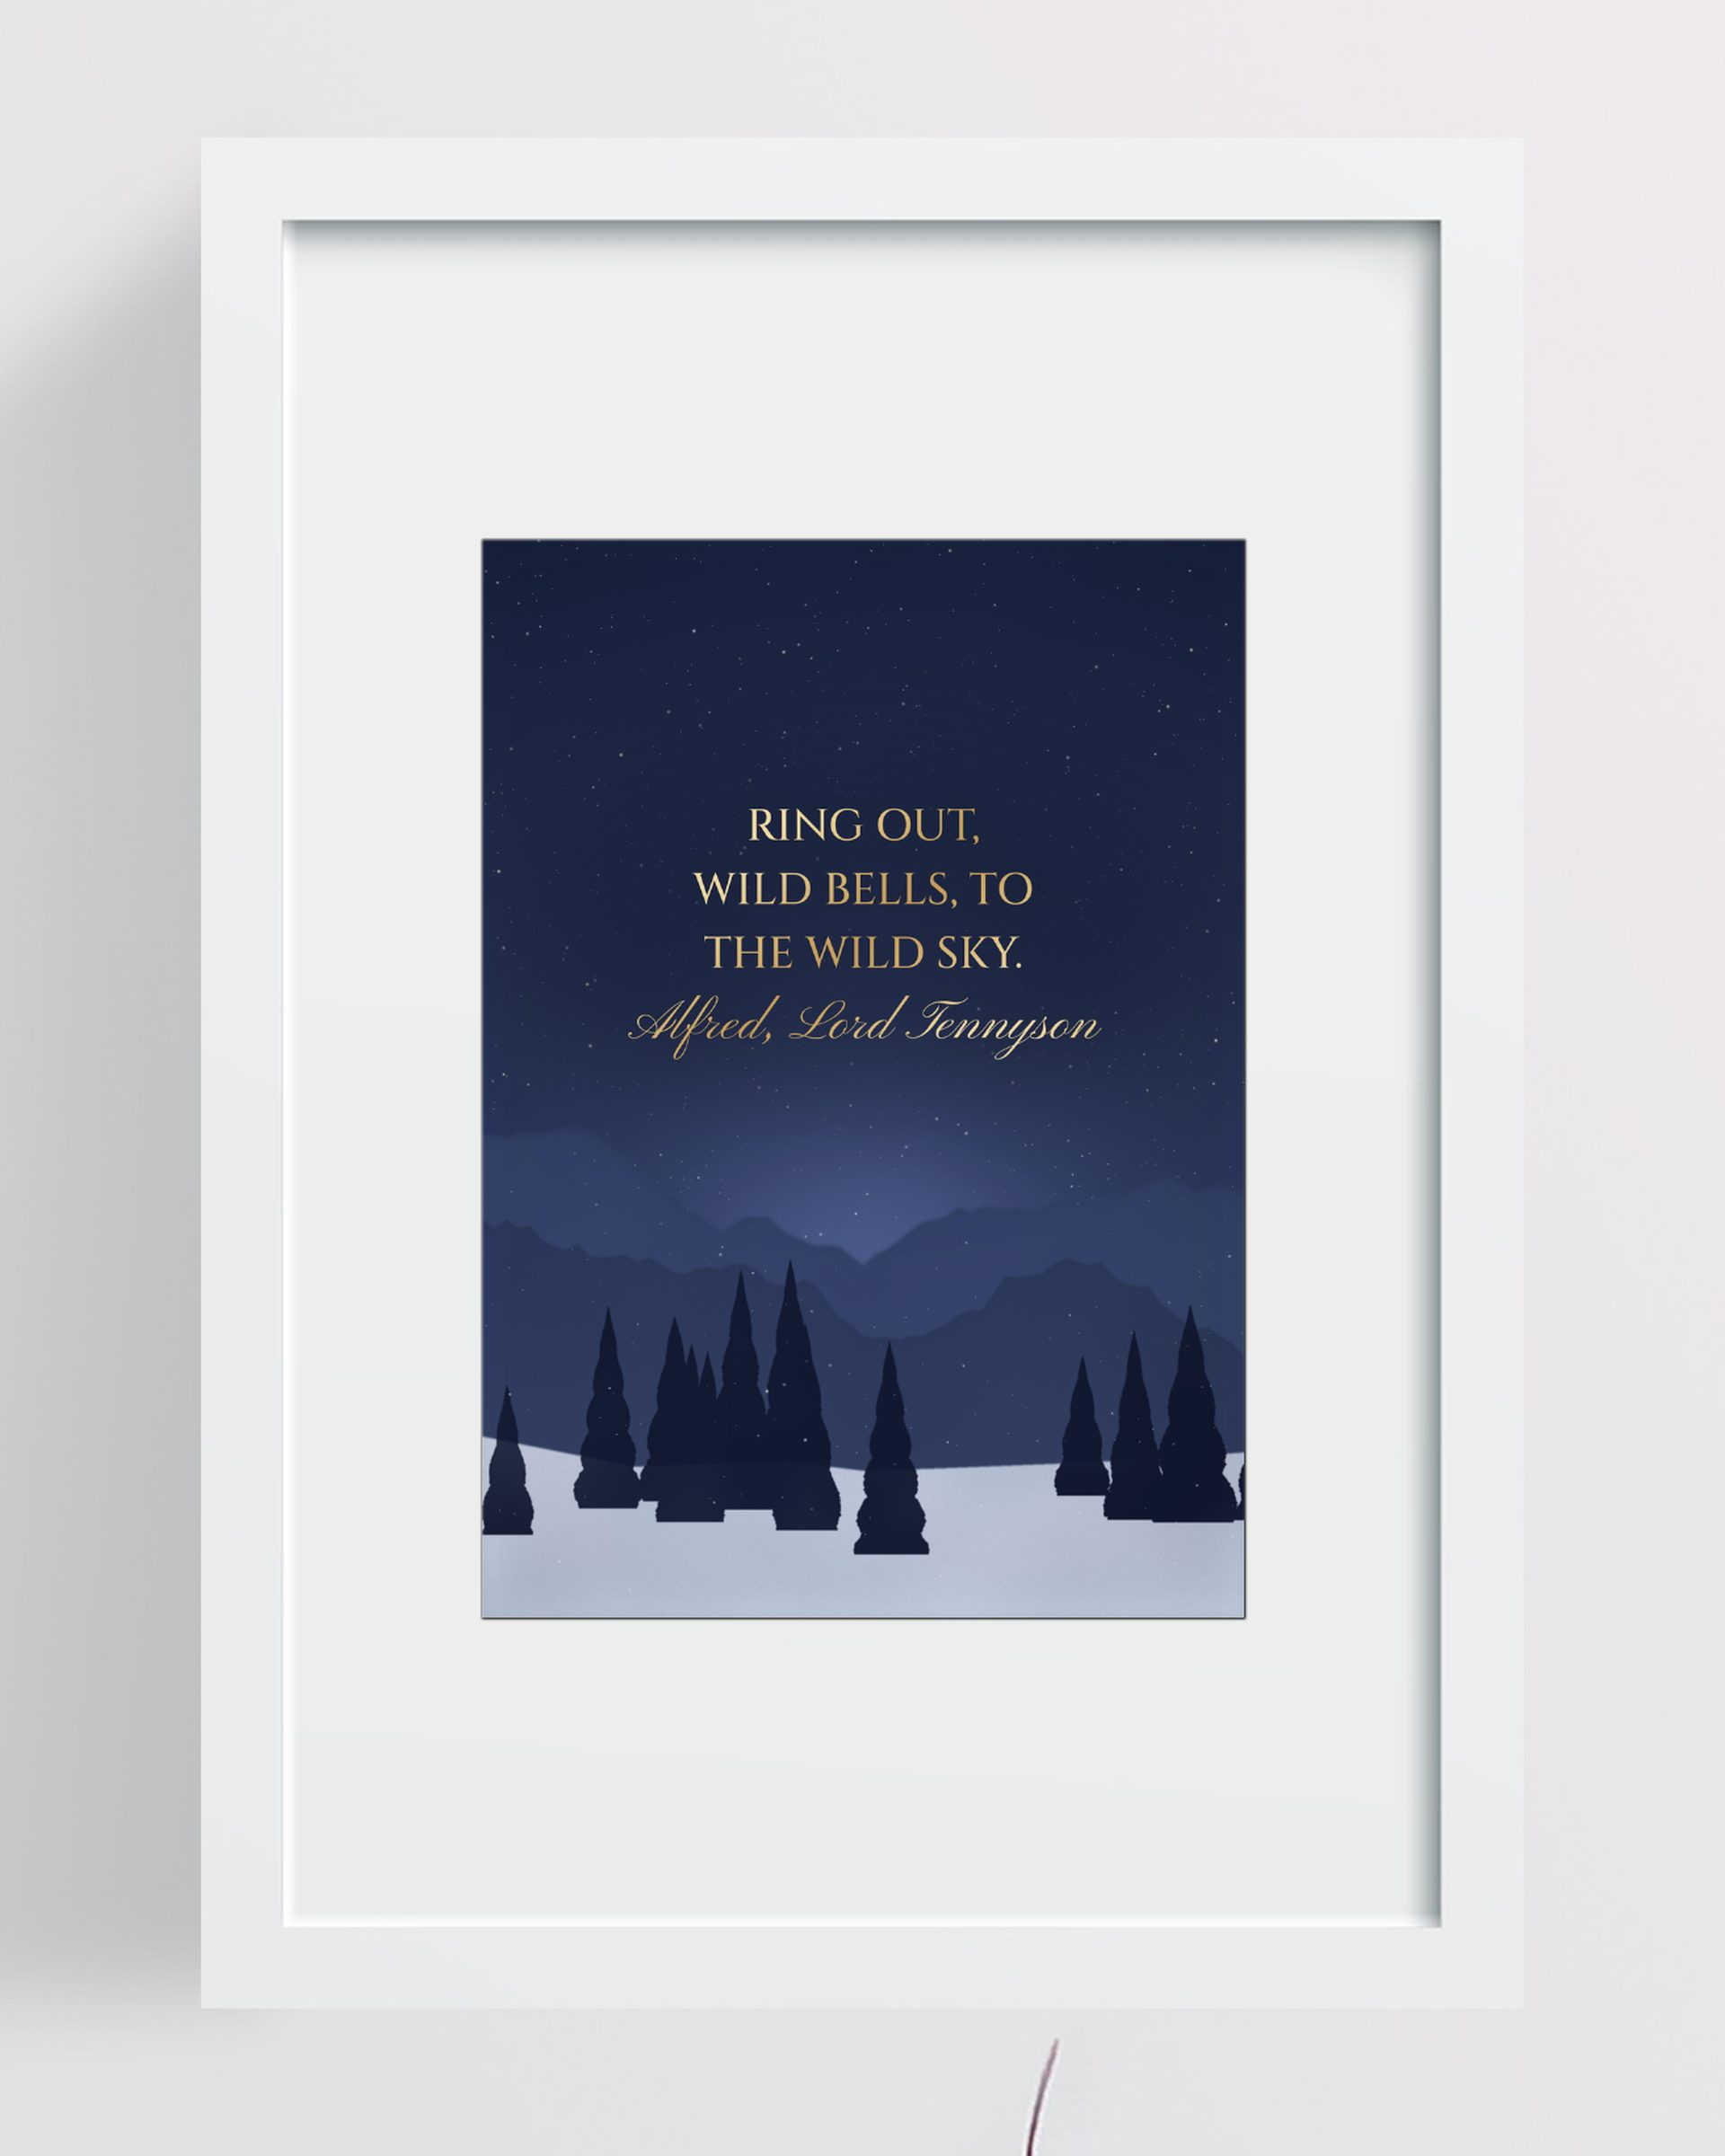 RING OUT,
WILD BELLS, TO
THE WILD SKY.
Alfred, Lord Tennyson